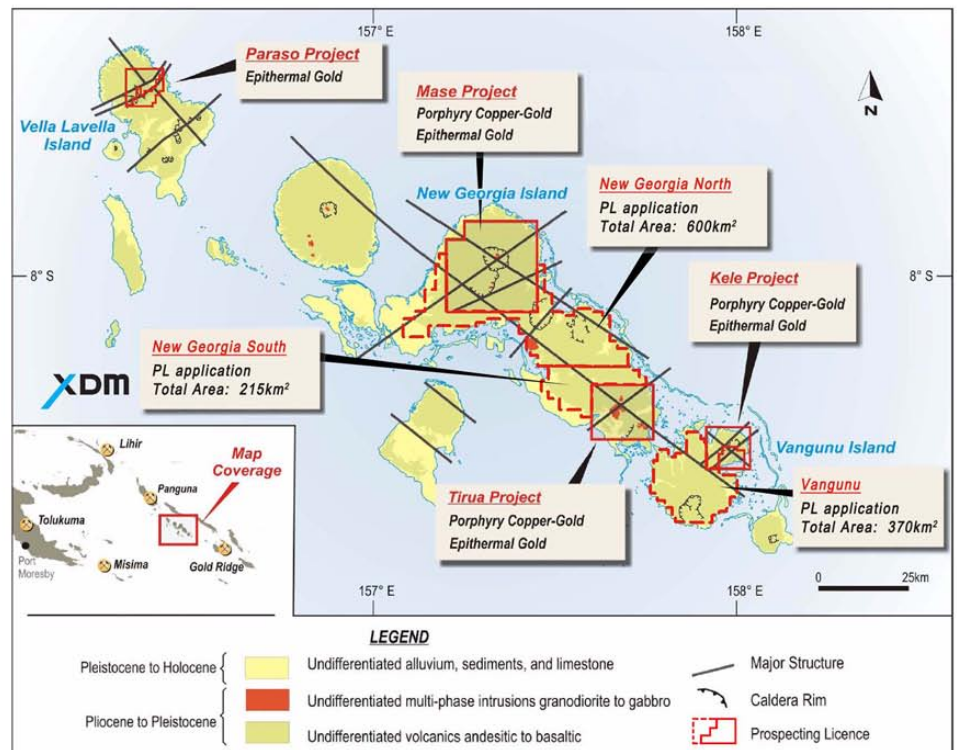 157° E
158° E
Paraso Project
Epithermal Gold
Mase Project
Porphyry Copper-Gold
Epithermal Gold
N
Vella Lavella
Island
New Georgia Island
New Georgia North
PL application
Total Area: 600km²
8° S
8° S
Kele Project
Porphyry Copper-Gold
Epithermal Gold
New Georgia South
PL application
Total Area: 215km²
XDM
Lihir
Map
Coverage
Panguna
Tolukuma
Port
Moresby
Misima
Gold Ridge
Vangunu Island
Tirua Project
Porphyry Copper-Gold
Epithermal Gold
Vangunu
PL application
Total Area: 370km²
0 25km
157° E
158° E
LEGEND
Pleistocene to Holocene
Undifferentiated alluvium, sediments, and limestone
Major Structure
Undifferentiated multi-phase intrusions granodiorite to gabbro
Caldera Rim
Pliocene to Pleistocene
Undifferentiated volcanics andesitic to basaltic
Prospecting Licence